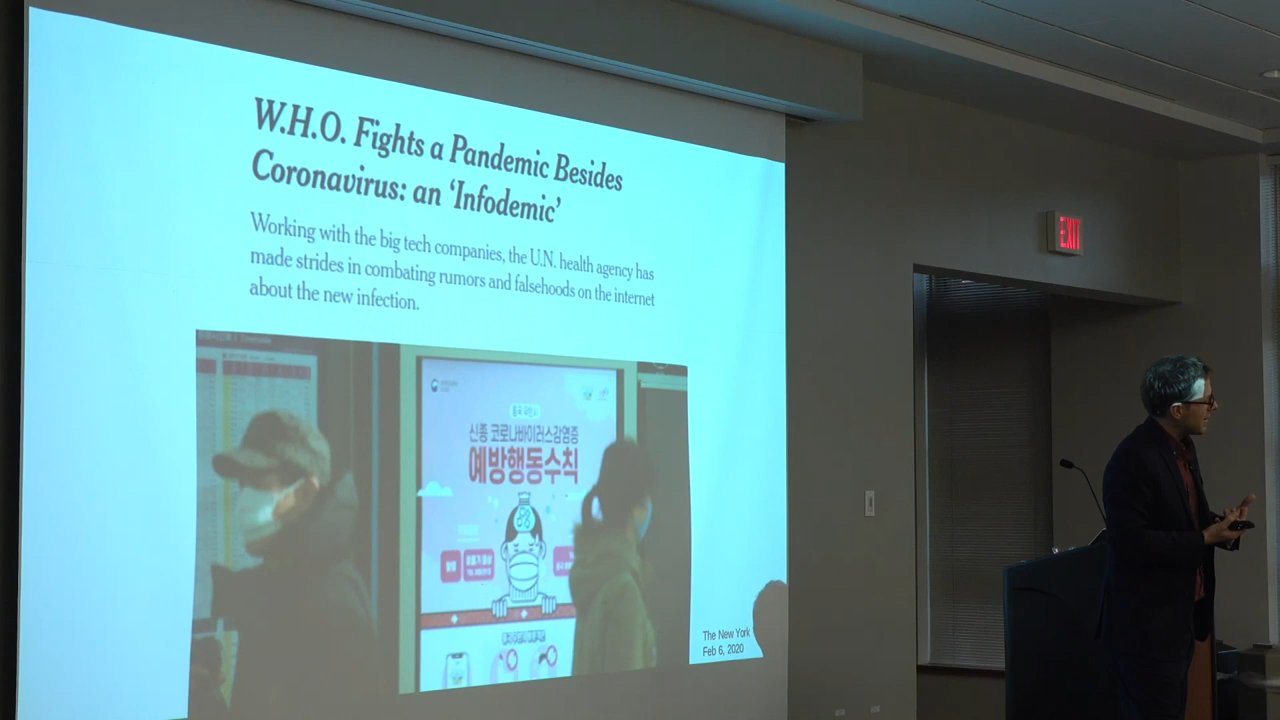 W.H.O. Fights a Pandemic Besides
Coronavirus: an ‘Infodemic’
Working with the big tech companies, the U.N. health agency has
made strides in combating rumors and falsehoods on the internet
about the new infection.
신종 코로나바이러스감염증
예방행동수칙
The New York
Feb 6, 2020
EXIT